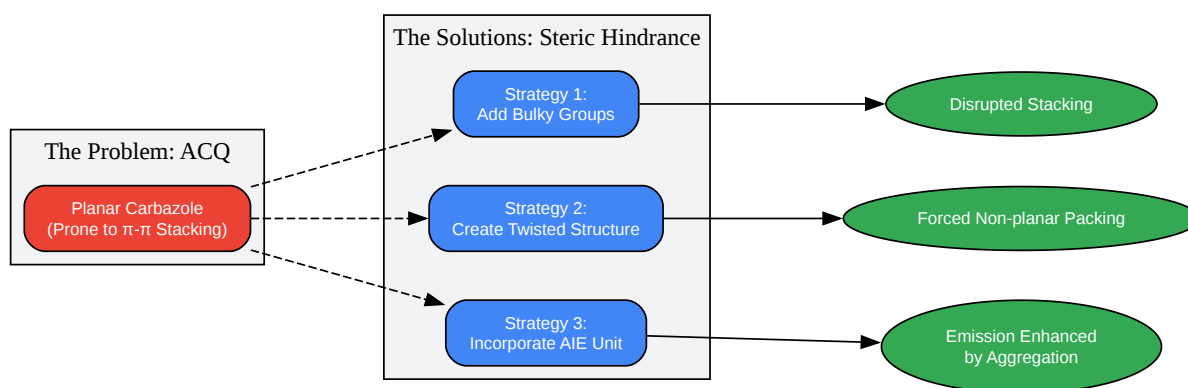 The Problem: ACQ
Planar Carbazole
(Prone to π-π Stacking)
The Solutions: Steric Hindrance
Strategy 1:
Add Bulky Groups
Strategy 2:
Create Twisted Structure
Strategy 3:
Incorporate AIE Unit
Disrupted Stacking
Forced Non-planar Packing
Emission Enhanced
by Aggregation